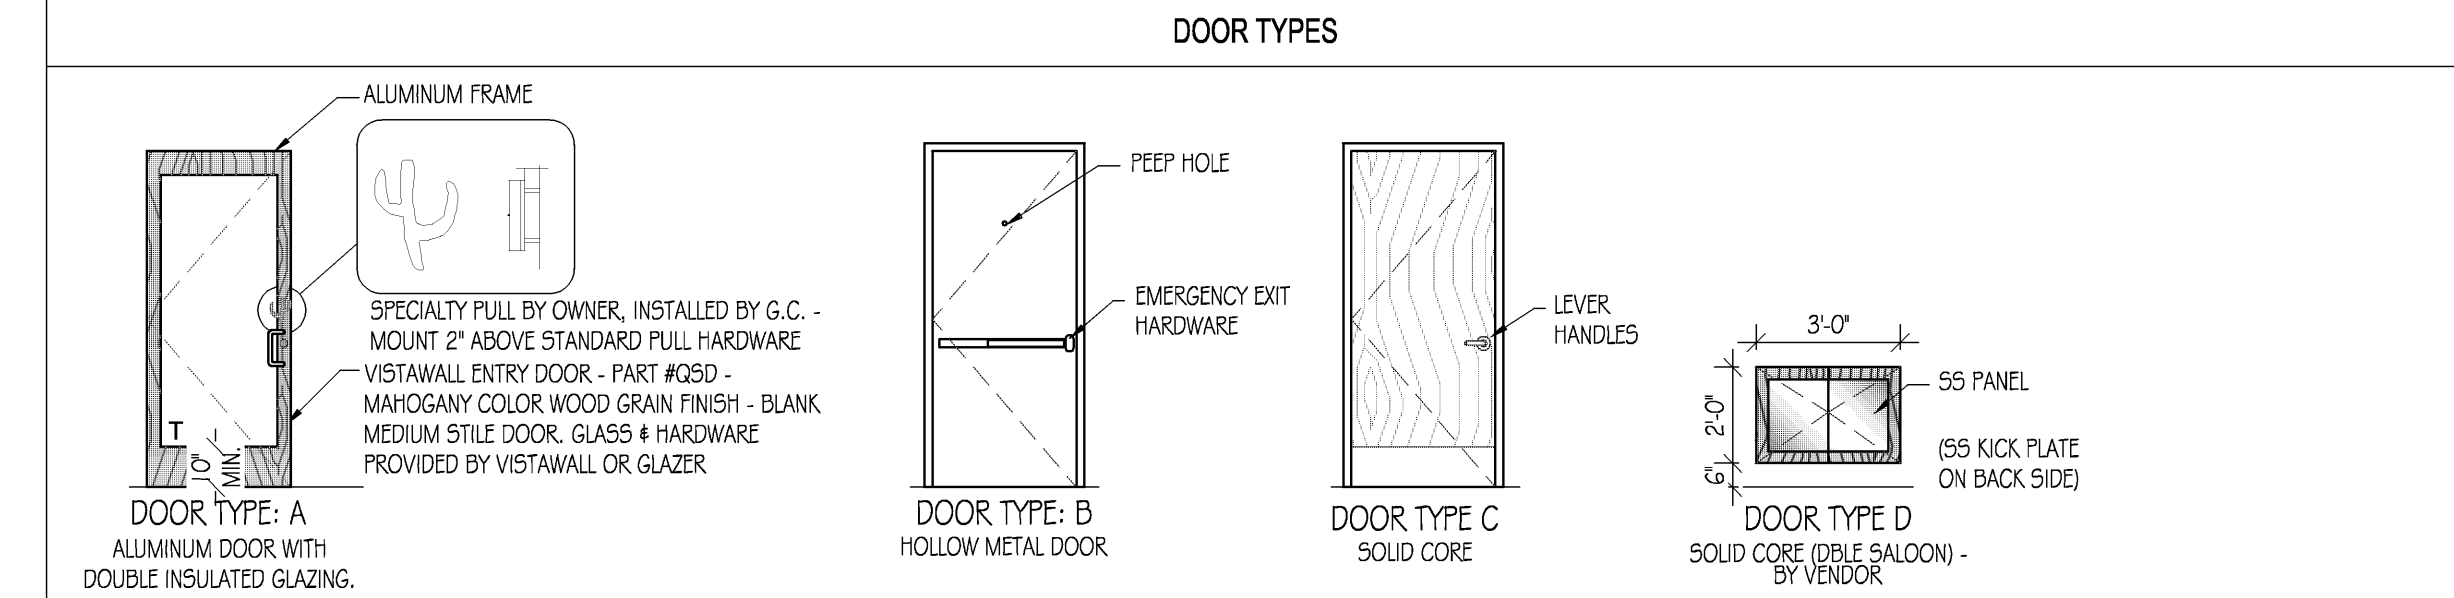 DOOR TYPES
ALUMINUM FRAME
SPECIALTY PULL BY OWNER, INSTALLED BY G.C. -
MOUNT 2" ABOVE STANDARD PULL HARDWARE
VISTAWALL ENTRY DOOR - PART #QSD -
MAHOGANY COLOR WOOD GRAIN FINISH - BLANK
MEDIUM STILE DOOR. GLASS & HARDWARE
PROVIDED BY VISTAWALL OR GLAZER
T
10"
MIN.
DOOR TYPE: A
ALUMINUM DOOR WITH
DOUBLE INSULATED GLAZING.
PEEP HOLE
EMERGENCY EXIT
HARDWARE
DOOR TYPE: B
HOLLOW METAL DOOR
LEVER
HANDLES
DOOR TYPE C
SOLID CORE
3'-0"
2'-0"
6"
SS PANEL
(SS KICK PLATE
ON BACK SIDE)
DOOR TYPE D
SOLID CORE (DBLE SALOON) -
BY VENDOR